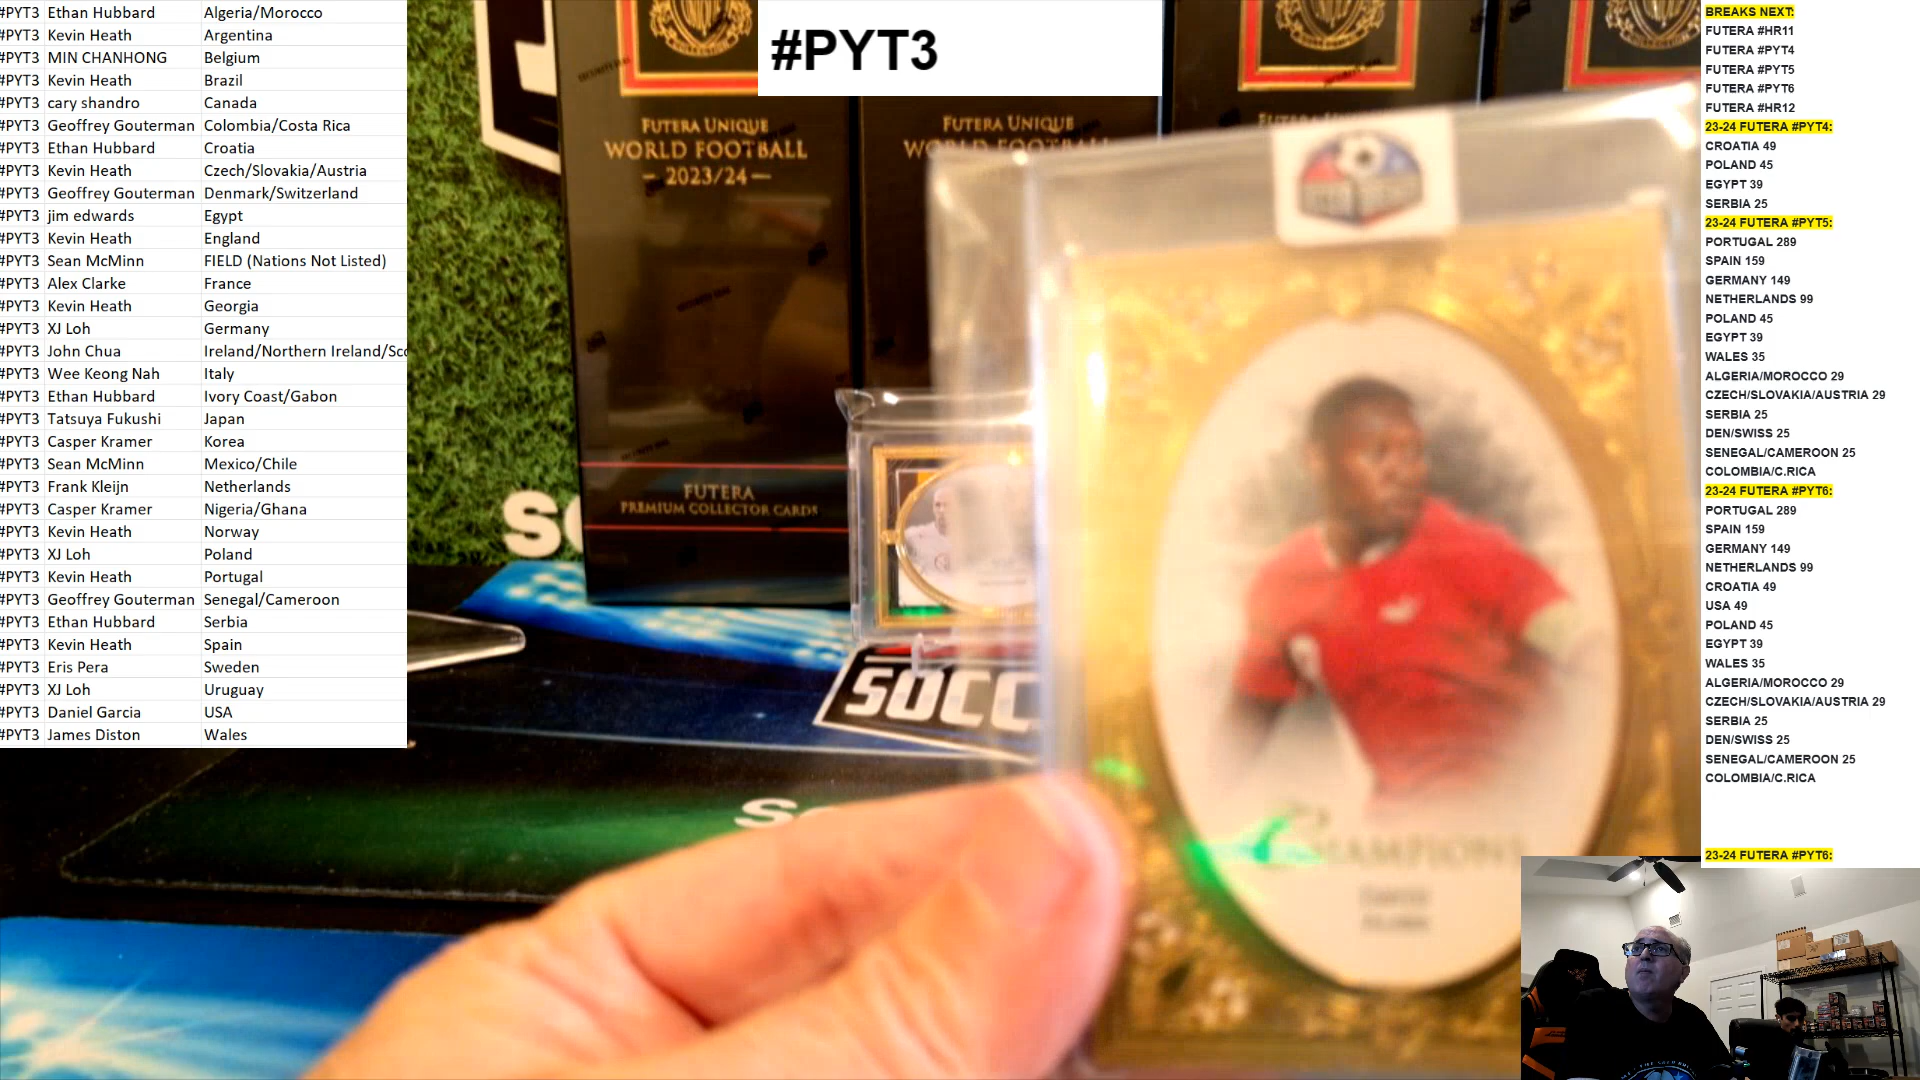 #PYT3 Ethan Hubbard Algeria/Morocco
#PYT3 Kevin Heath Argentina
#PYT3 MIN CHANHONG Belgium
#PYT3 Kevin Heath Brazil
#PYT3 cary shandro Canada
#PYT3 Geoffrey Gouterman Colombia/Costa Rica
#PYT3 Ethan Hubbard Croatia
#PYT3 Kevin Heath Czech/Slovakia/Austria
#PYT3 Geoffrey Gouterman Denmark/Switzerland
#PYT3 jim edwards Egypt
#PYT3 Kevin Heath England
#PYT3 Sean McMinn FIELD (Nations Not Listed)
#PYT3 Alex Clarke France
#PYT3 Kevin Heath Georgia
#PYT3 XJ Loh Germany
#PYT3 John Chua Ireland/Northern Ireland/Sco
#PYT3 Wee Keong Nah Italy
#PYT3 Ethan Hubbard Ivory Coast/Gabon
#PYT3 Tatsuya Fukushi Japan
#PYT3 Casper Kramer Korea
#PYT3 Sean McMinn Mexico/Chile
#PYT3 Frank Kleijn Netherlands
#PYT3 Casper Kramer Nigeria/Ghana
#PYT3 Kevin Heath Norway
#PYT3 XJ Loh Poland
#PYT3 Kevin Heath Portugal
#PYT3 Geoffrey Gouterman Senegal/Cameroon
#PYT3 Ethan Hubbard Serbia
#PYT3 Kevin Heath Spain
#PYT3 Eris Pera Sweden
#PYT3 XJ Loh Uruguay
#PYT3 Daniel Garcia USA
#PYT3 James Diston Wales
#PYT3
FUTERA UNIQUE
WORLD FOOTBALL
— 2023/24 —
FUTERA
PREMIUM COLLECTOR CARDS
FUTERA UNIQUE
SOCC
CHAMPIONS
BREAKS NEXT:
FUTERA #HR11
FUTERA #PYT4
FUTERA #PYT5
FUTERA #PYT6
FUTERA #HR12
23-24 FUTERA #PYT4:
CROATIA 49
POLAND 45
EGYPT 39
SERBIA 25
23-24 FUTERA #PYT5:
PORTUGAL 289
SPAIN 159
GERMANY 149
NETHERLANDS 99
POLAND 45
EGYPT 39
WALES 35
ALGERIA/MOROCCO 29
CZECH/SLOVAKIA/AUSTRIA 29
SERBIA 25
DEN/SWISS 25
SENEGAL/CAMEROON 25
COLOMBIA/C.RICA
23-24 FUTERA #PYT6:
PORTUGAL 289
SPAIN 159
GERMANY 149
NETHERLANDS 99
CROATIA 49
USA 49
POLAND 45
EGYPT 39
WALES 35
ALGERIA/MOROCCO 29
CZECH/SLOVAKIA/AUSTRIA 29
SERBIA 25
DEN/SWISS 25
SENEGAL/CAMEROON 25
COLOMBIA/C.RICA
23-24 FUTERA #PYT6: